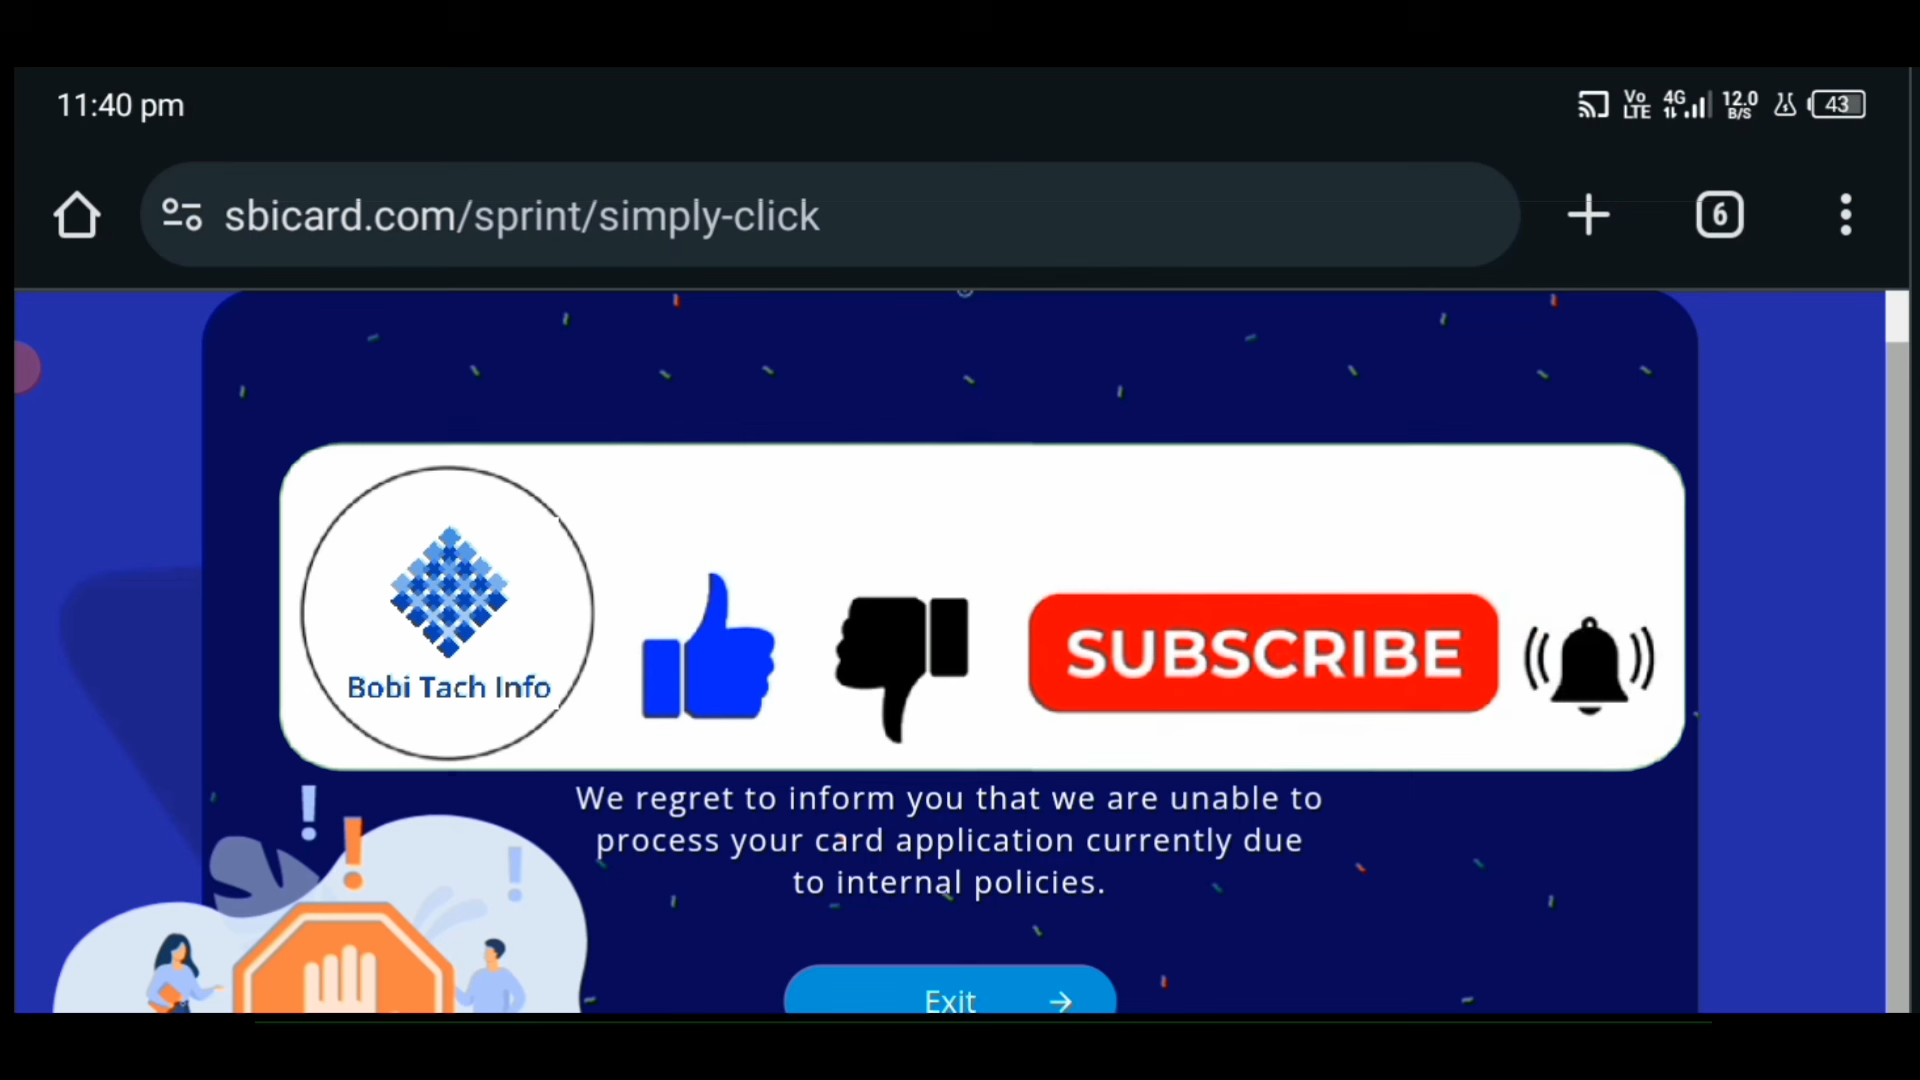 11:40 pm
Vo LTE 4G 12.0 B/S 43
sbicard.com/sprint/simply-click
6
Bobi Tach Info
SUBSCRIBE
We regret to inform you that we are unable to
process your card application currently due
to internal policies.
Exit